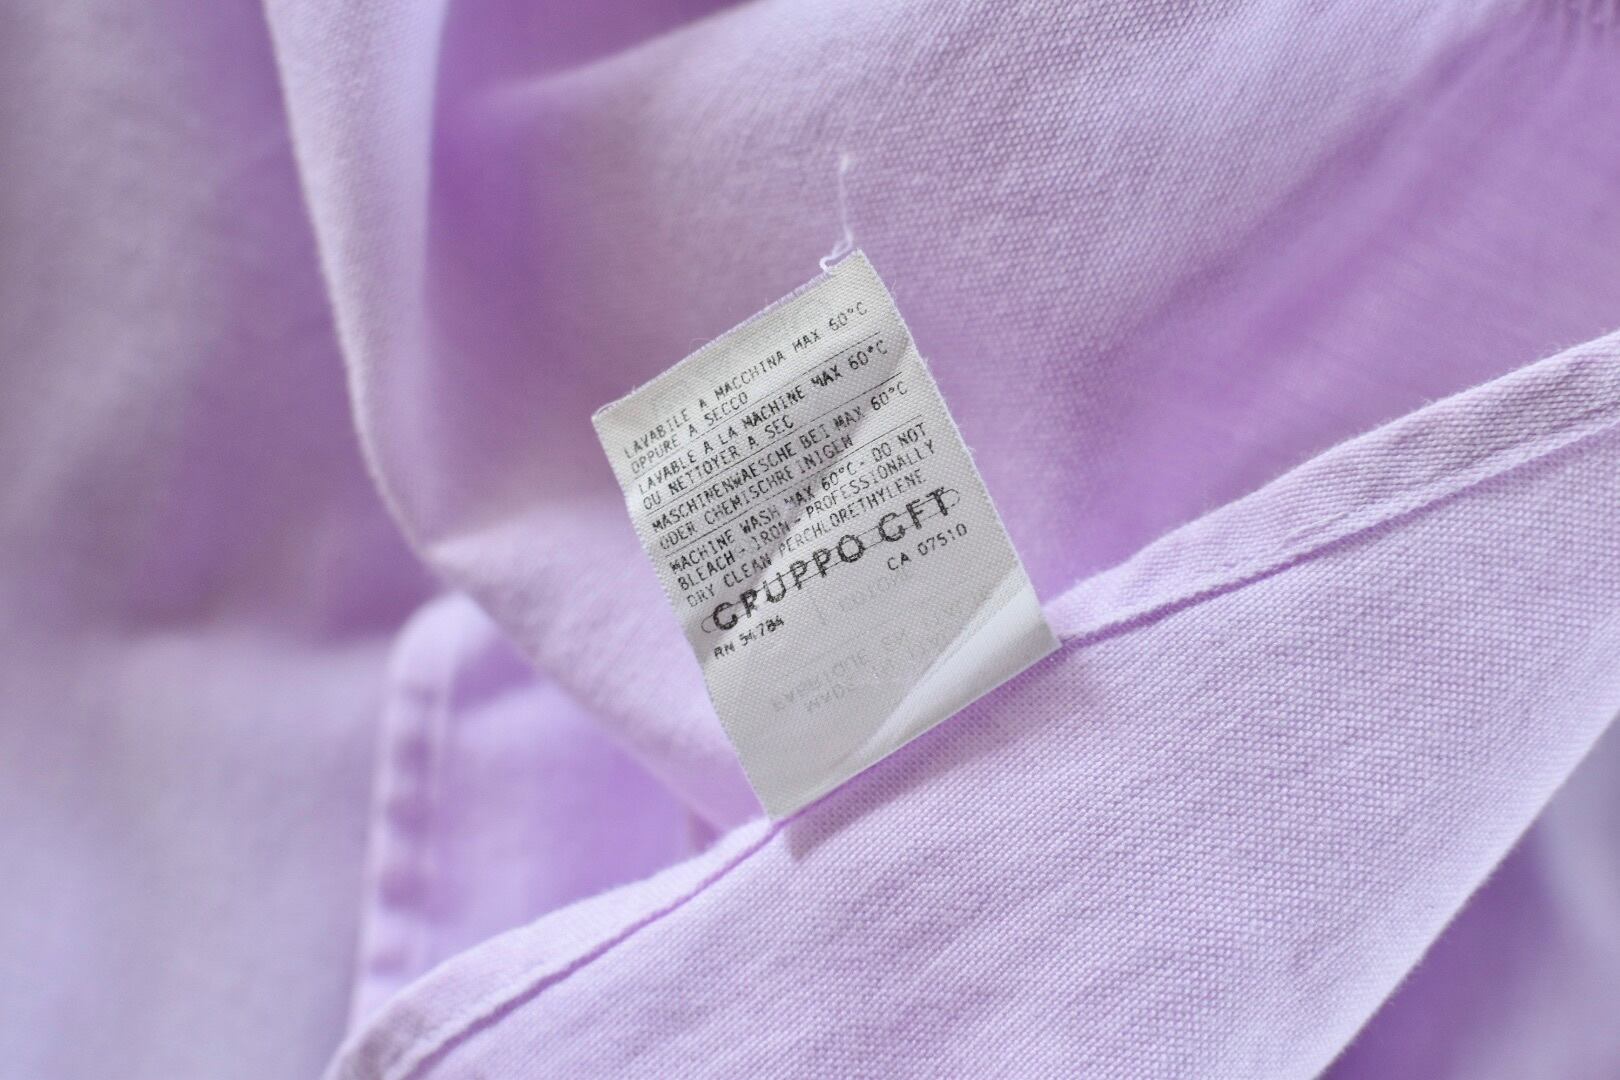 LAVABILE A MACCHINA MAX 60°C
OPPURE A SECCO
LAVABLE A LA MACHINE MAX 60°C
OU NETTOYER A SEC
MASCHINENWAESCHE BEI MAX 60°C
ODER CHEMISCHREINIGEN
MACHINE WASH MAX 60°C - DO NOT
BLEACH - IRON - PROFESSIONALLY
DRY CLEAN PERCHLORETHYLENE
GRUPPO GFT
RN 54784 CA 07510